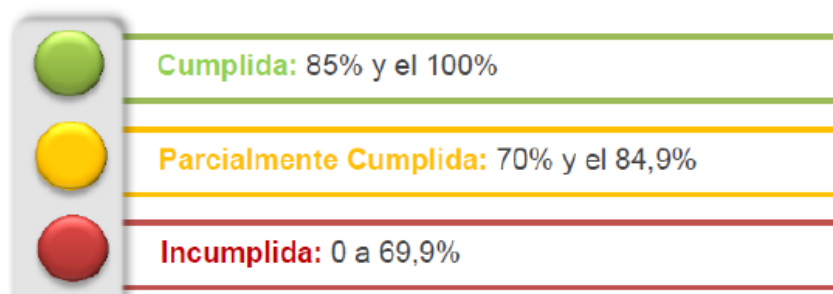 Cumplida: 85% y el 100%
Parcialmente Cumplida: 70% y el 84,9%
Incumplida: 0 a 69,9%